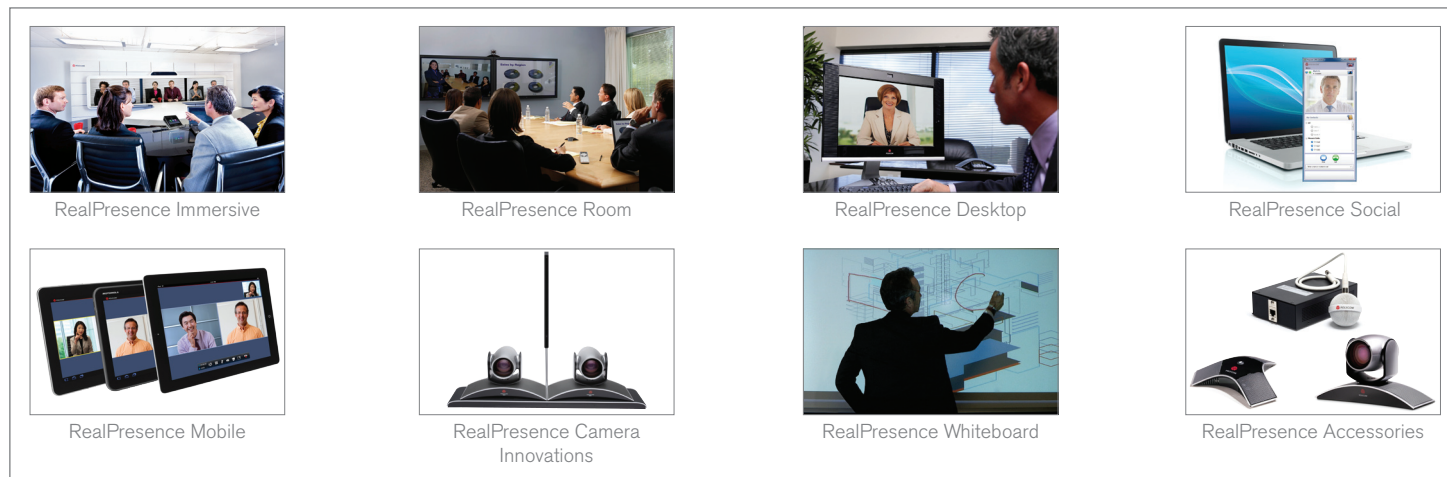 RealPresence Immersive
RealPresence Room
RealPresence Desktop
RealPresence Social
RealPresence Mobile
RealPresence Camera
Innovations
RealPresence Whiteboard
RealPresence Accessories